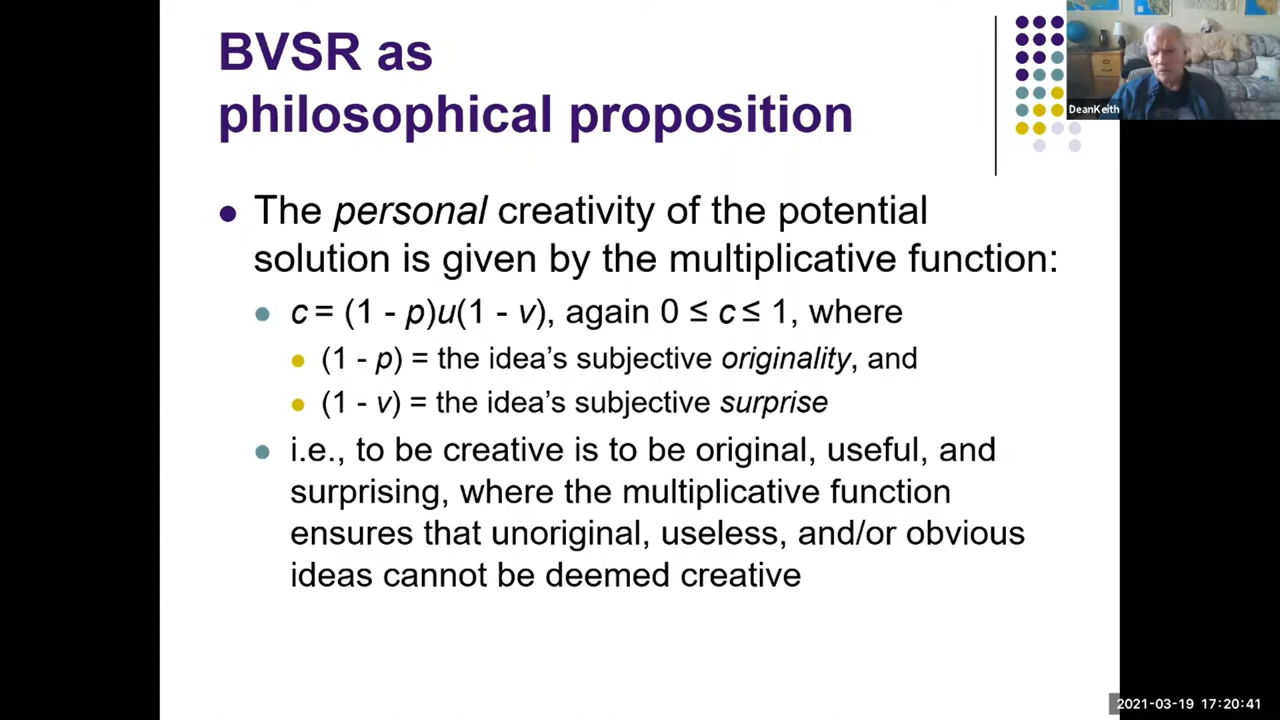 BVSR as
philosophical proposition
DeanKeith
The personal creativity of the potential
solution is given by the multiplicative function:
c = (1 - p)u(1 - v), again 0 ≤ c ≤ 1, where
(1 - p) = the idea’s subjective originality, and
(1 - v) = the idea’s subjective surprise
i.e., to be creative is to be original, useful, and
surprising, where the multiplicative function
ensures that unoriginal, useless, and/or obvious
ideas cannot be deemed creative
2021-03-19 17:20:41